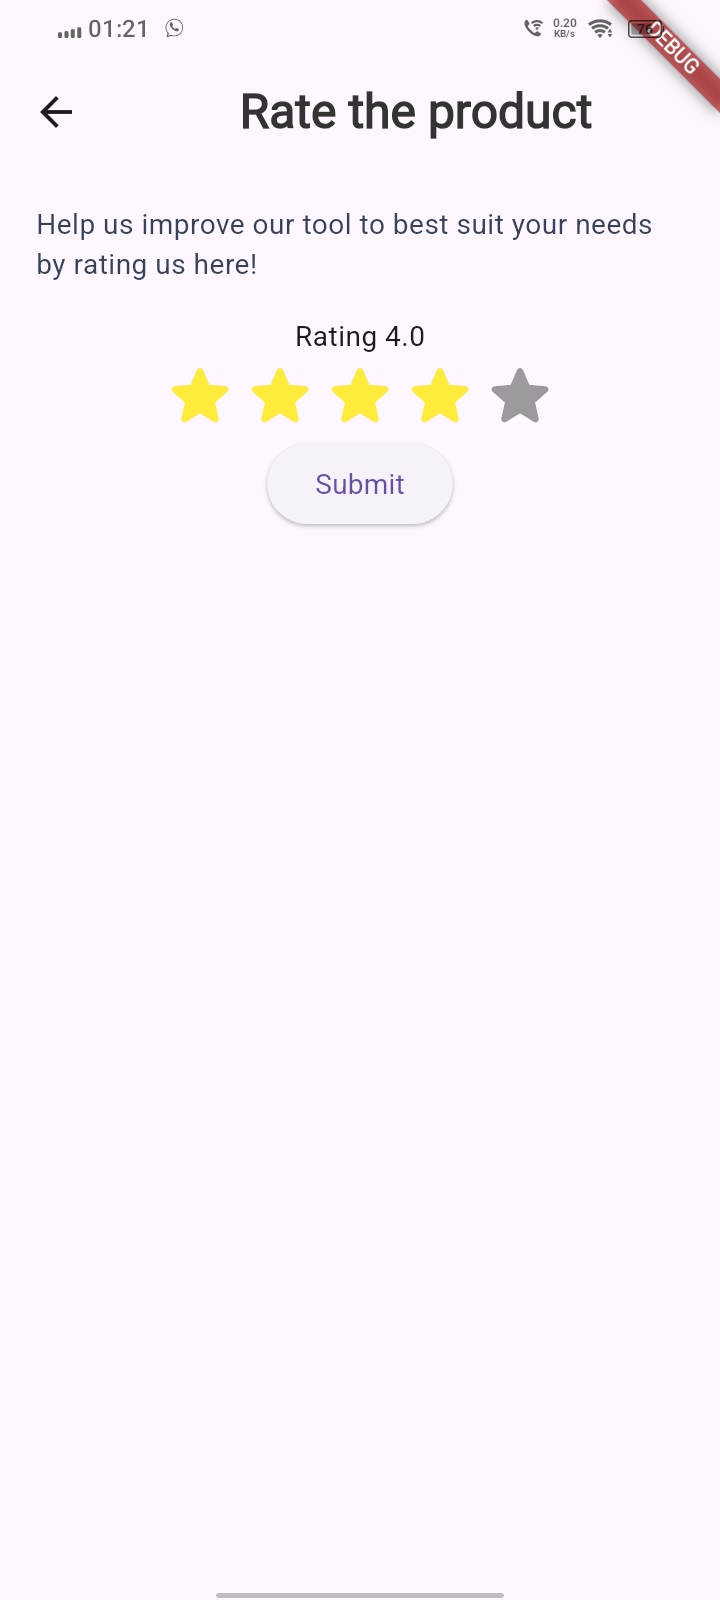 01:21
0.20
KB/s
76
DEBUG
Rate the product
Help us improve our tool to best suit your needs
by rating us here!
Rating 4.0
Submit